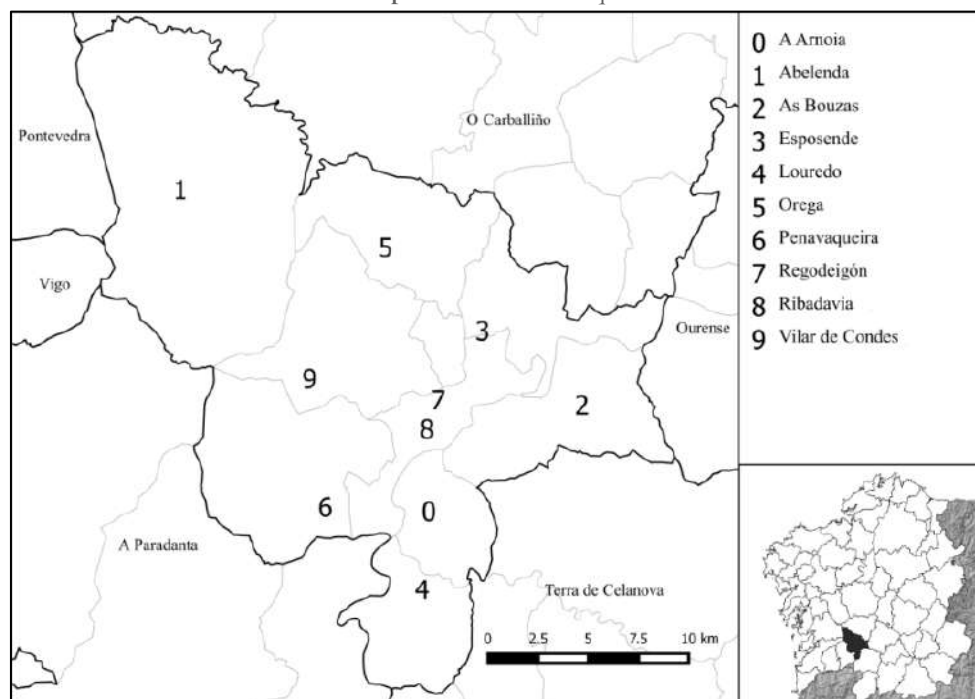 O Carballiño
Pontevedra
Vigo
Ourense
A Paradanta
Terra de Celanova
1
5
3
9
7
2
8
6
0
4
0 2.5 5 7.5 10 km
0 A Arnoia
1 Abelenda
2 As Bouzas
3 Esposende
4 Louredo
5 Orega
6 Penavaqueira
7 Regodeigón
8 Ribadavia
9 Vilar de Condes